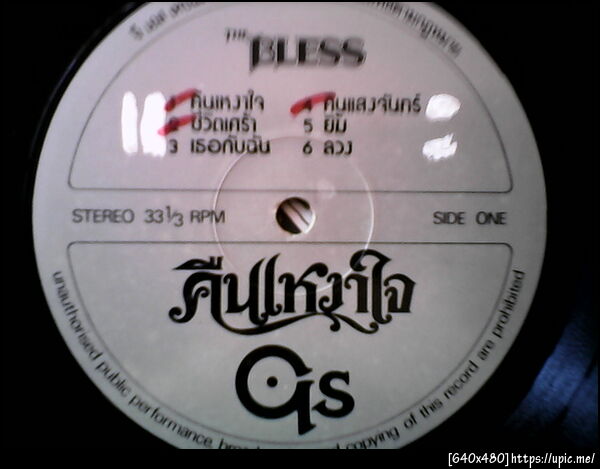 THE BLESS
1 คืนเหงาใจ
2 ชีวิตเศร้า
3 เธอกับฉัน
4 คืนแสงจันทร์
5 ยิ้ม
6 ลวง
STEREO 33 1/3 RPM
SIDE ONE
คืนเหงาใจ
GS
unauthorised public performance, copying of this record are prohibited
[640x480]https://upic.me/